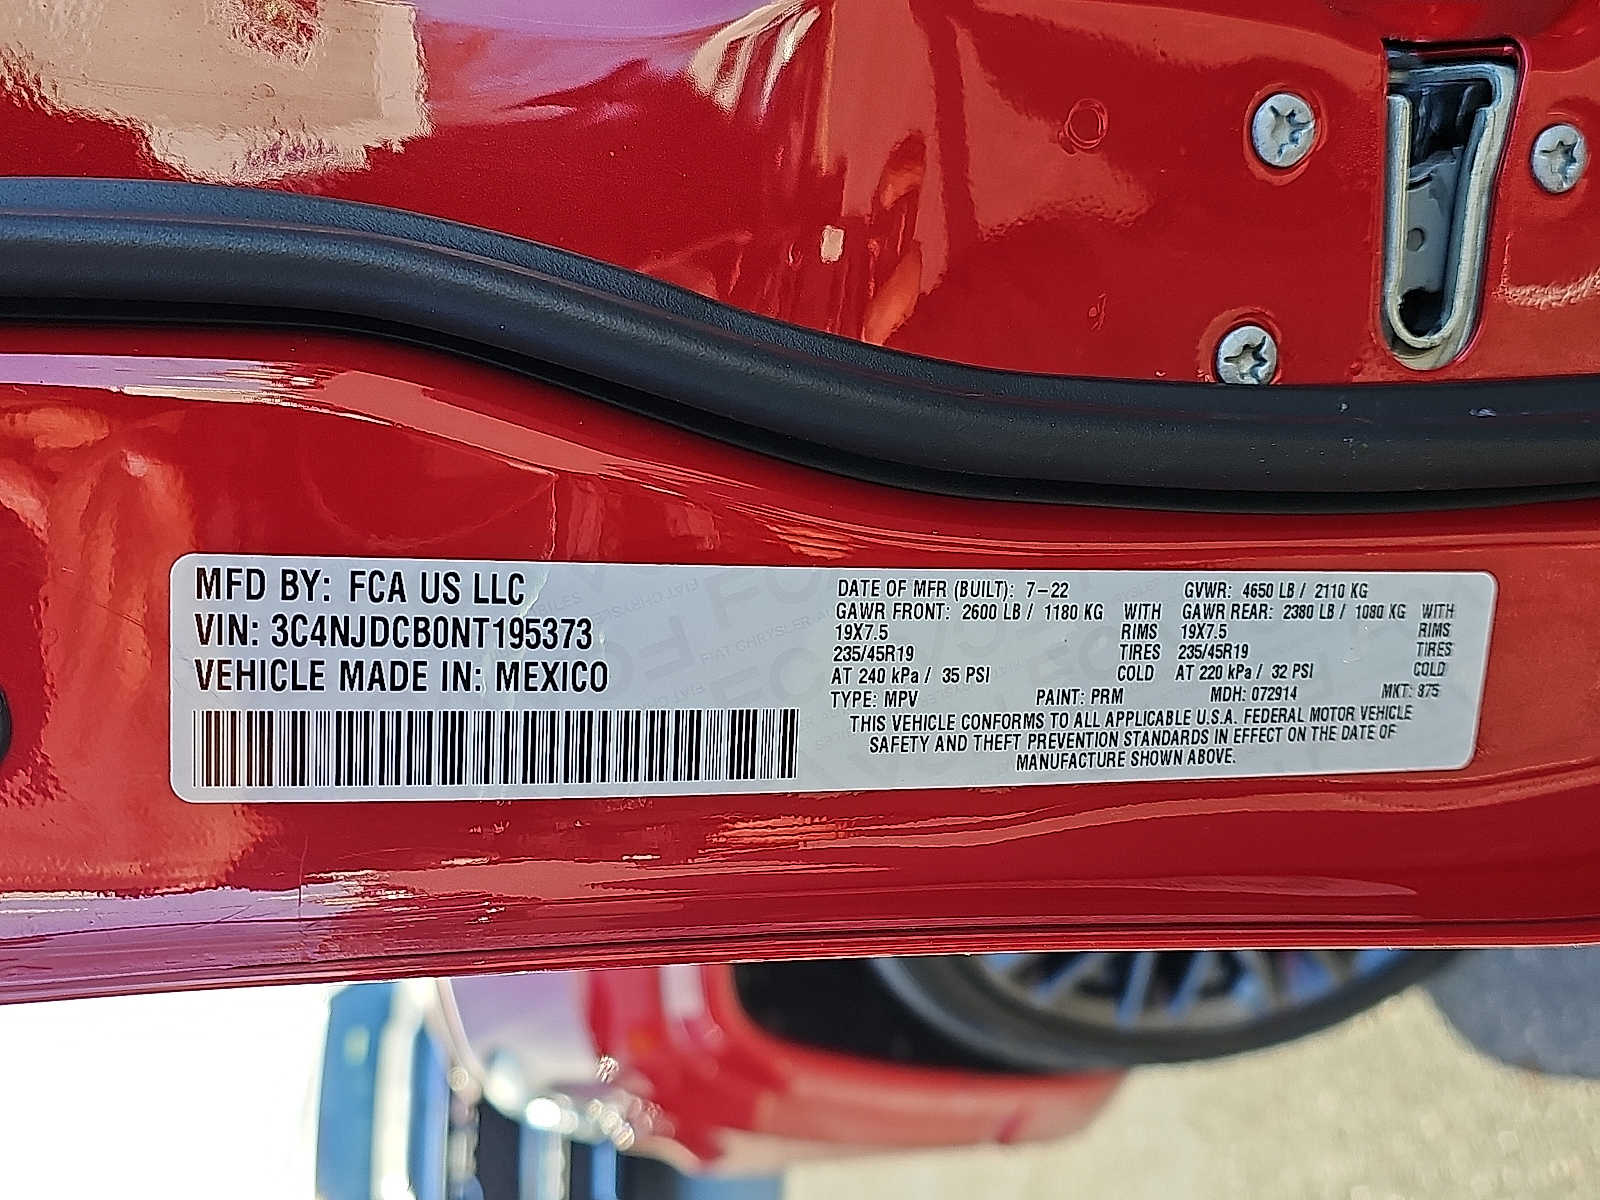 MFD BY: FCA US LLC
VIN: 3C4NJDCB0NT195373
VEHICLE MADE IN: MEXICO
DATE OF MFR (BUILT): 7-22 GVWR: 4650 LB / 2110 KG
GAWR FRONT: 2600 LB / 1180 KG WITH GAWR REAR: 2380 LB / 1080 KG WITH
19X7.5 RIMS 19X7.5 RIMS
235/45R19 TIRES 235/45R19 TIRES
AT 240 kPa / 35 PSI COLD AT 220 kPa / 32 PSI COLD
TYPE: MPV PAINT: PRM MDH: 072914 MKT: 875
THIS VEHICLE CONFORMS TO ALL APPLICABLE U.S.A. FEDERAL MOTOR VEHICLE
SAFETY AND THEFT PREVENTION STANDARDS IN EFFECT ON THE DATE OF
MANUFACTURE SHOWN ABOVE.